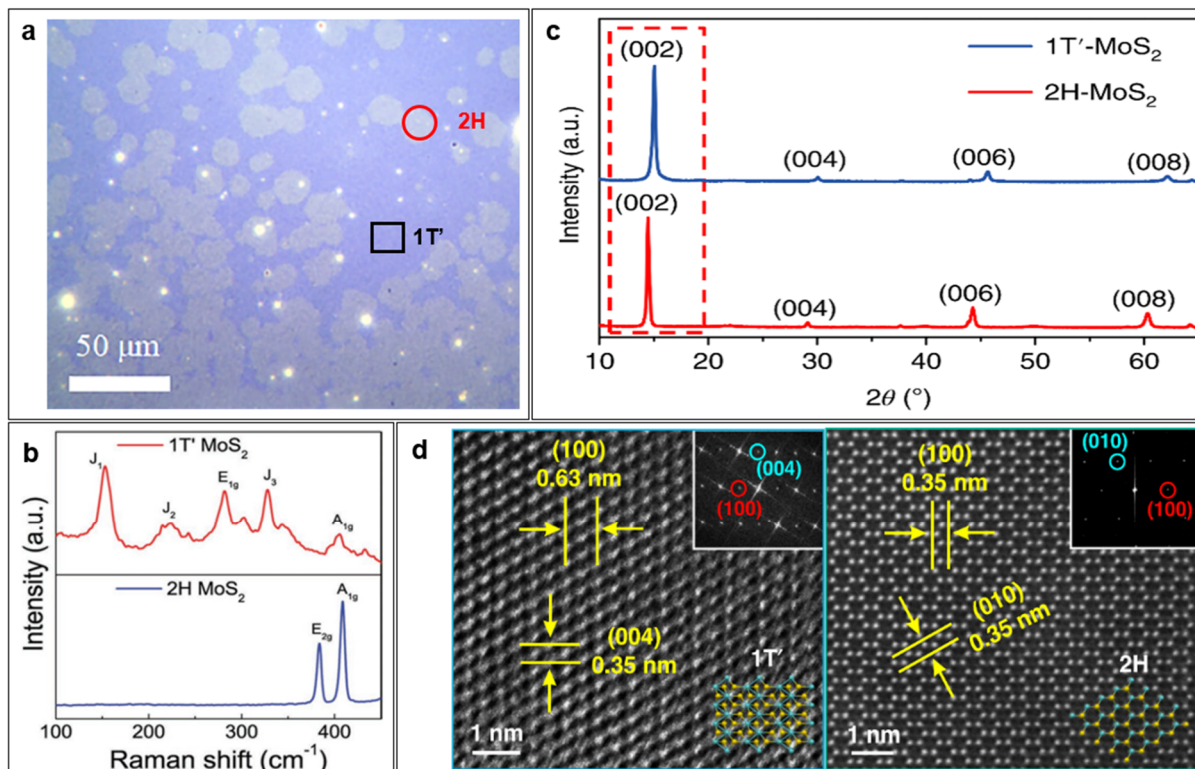 a
2H
1T’
50 μm
c
1T′-MoS₂
2H-MoS₂
(002)
(004)
(006)
(008)
(002)
(004)
(006)
(008)
Intensity (a.u.)
10
20
30
40
50
60
2θ (°)
b
1T' MoS₂
J₁
J₂
E₁g
J₃
A₁g
2H MoS₂
E₂g
A₁g
Intensity (a.u.)
100
200
300
400
Raman shift (cm⁻¹)
d
(100)
0.63 nm
(004)
0.35 nm
(004)
(100)
1T′
1 nm
(100)
0.35 nm
(010)
0.35 nm
(010)
(100)
2H
1 nm